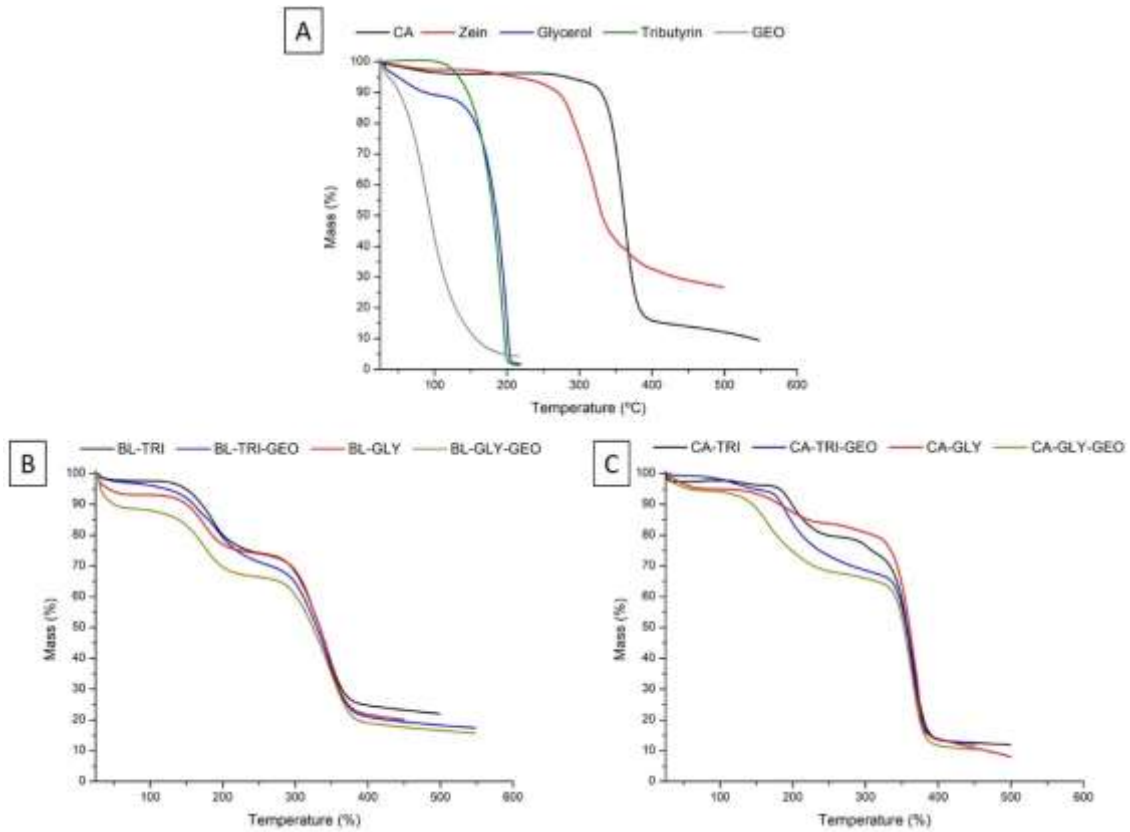 A
CA Zein Glycerol Tributyrin GEO
100
90
80
70
60
50
40
30
20
10
0
Mass (%)
100 200 300 400 500 600
Temperature (ºC)
B
BL-TRI BL-TRI-GEO BL-GLY BL-GLY-GEO
100
90
80
70
60
50
40
30
20
10
0
Mass (%)
100 200 300 400 500 600
Temperature (%)
C
CA-TRI CA-TRI-GEO CA-GLY CA-GLY-GEO
100
90
80
70
60
50
40
30
20
10
0
Mass (%)
100 200 300 400 500 600
Temperature (%)